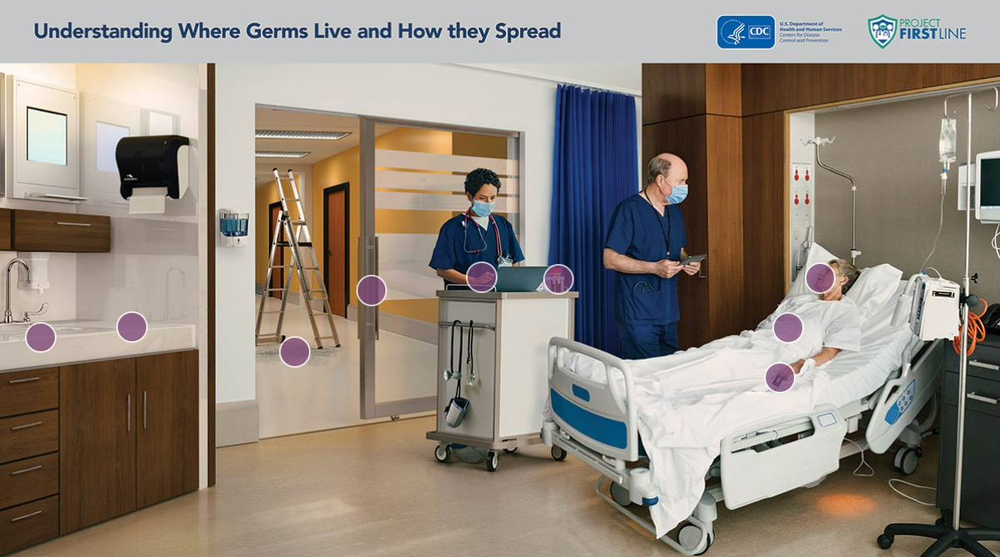 Understanding Where Germs Live and How they Spread
CDC
U.S. Department of
Health and Human Services
Centers for Disease
Control and Prevention
PROJECT
FIRSTLINE